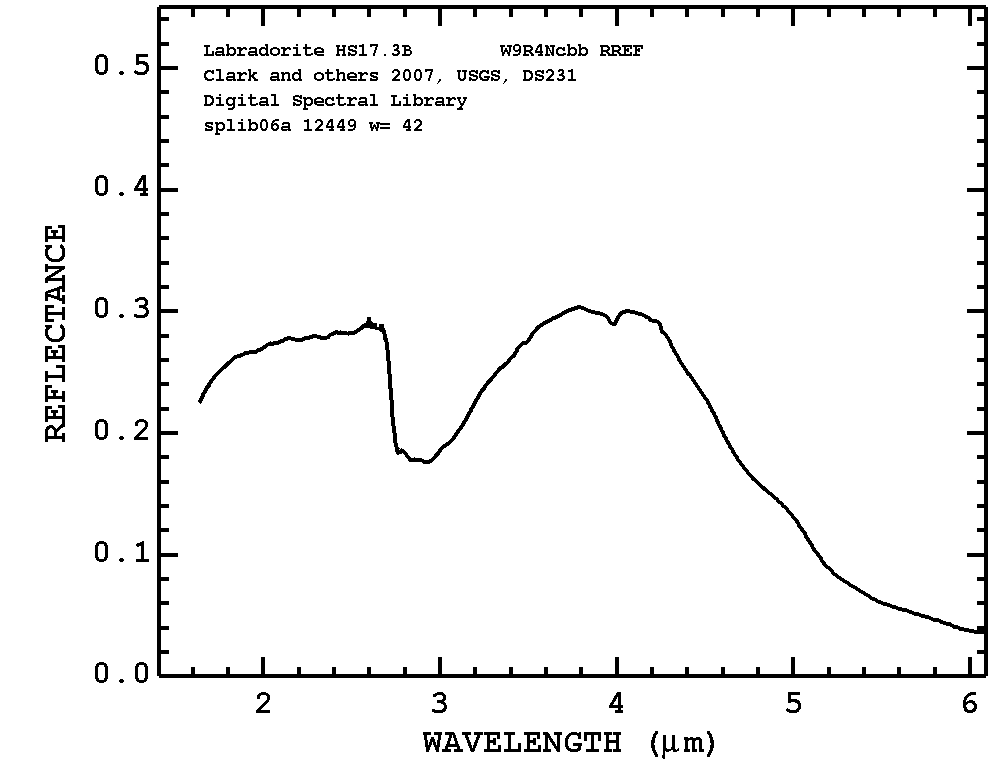 Labradorite HS17.3B W9R4Ncbb RREF
Clark and others 2007, USGS, DS231
Digital Spectral Library
splib06a 12449 w= 42
0.5
0.4
0.3
0.2
0.1
0.0
REFLECTANCE
2 3 4 5 6
WAVELENGTH (μm)